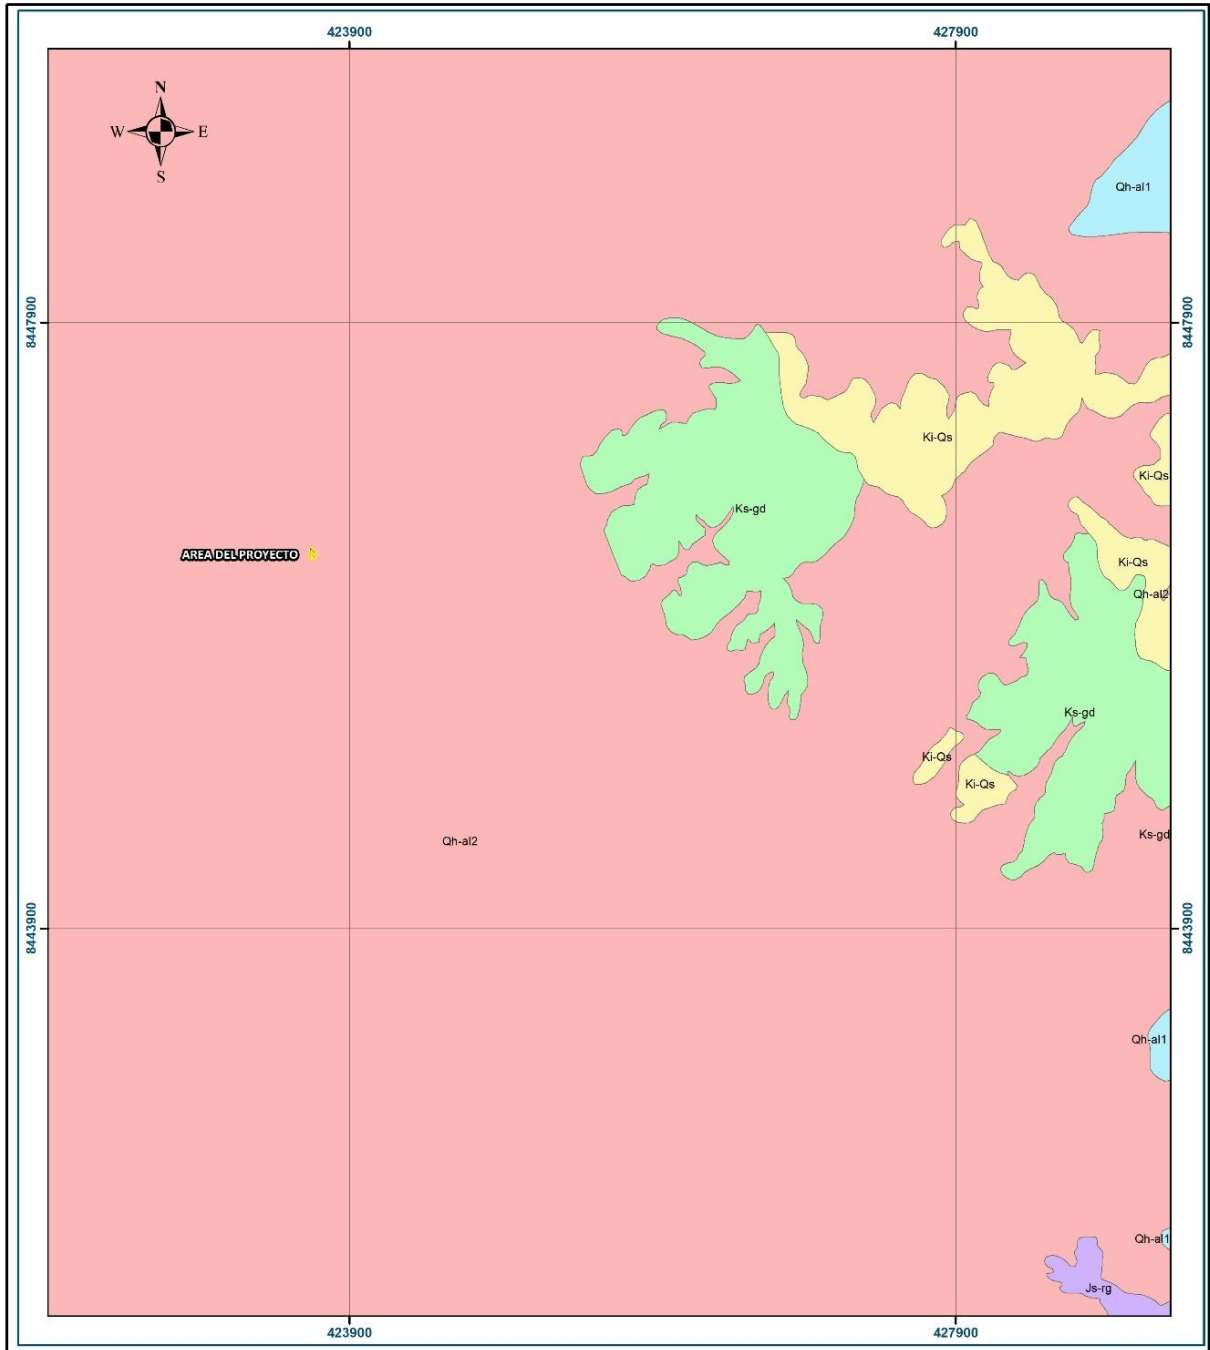 423900 427900
N
W E
S
Qh-al1
8447900 8447900
Ki-Qs
Ki-Qs
Ks-gd
AREA DEL PROYECTO
Ki-Qs
Qh-al2
Ks-gd
Ki-Qs
Ki-Qs
Ks-gd
Qh-al2
8443900 8443900
Qh-al1
Qh-al1
Js-rg
423900 427900